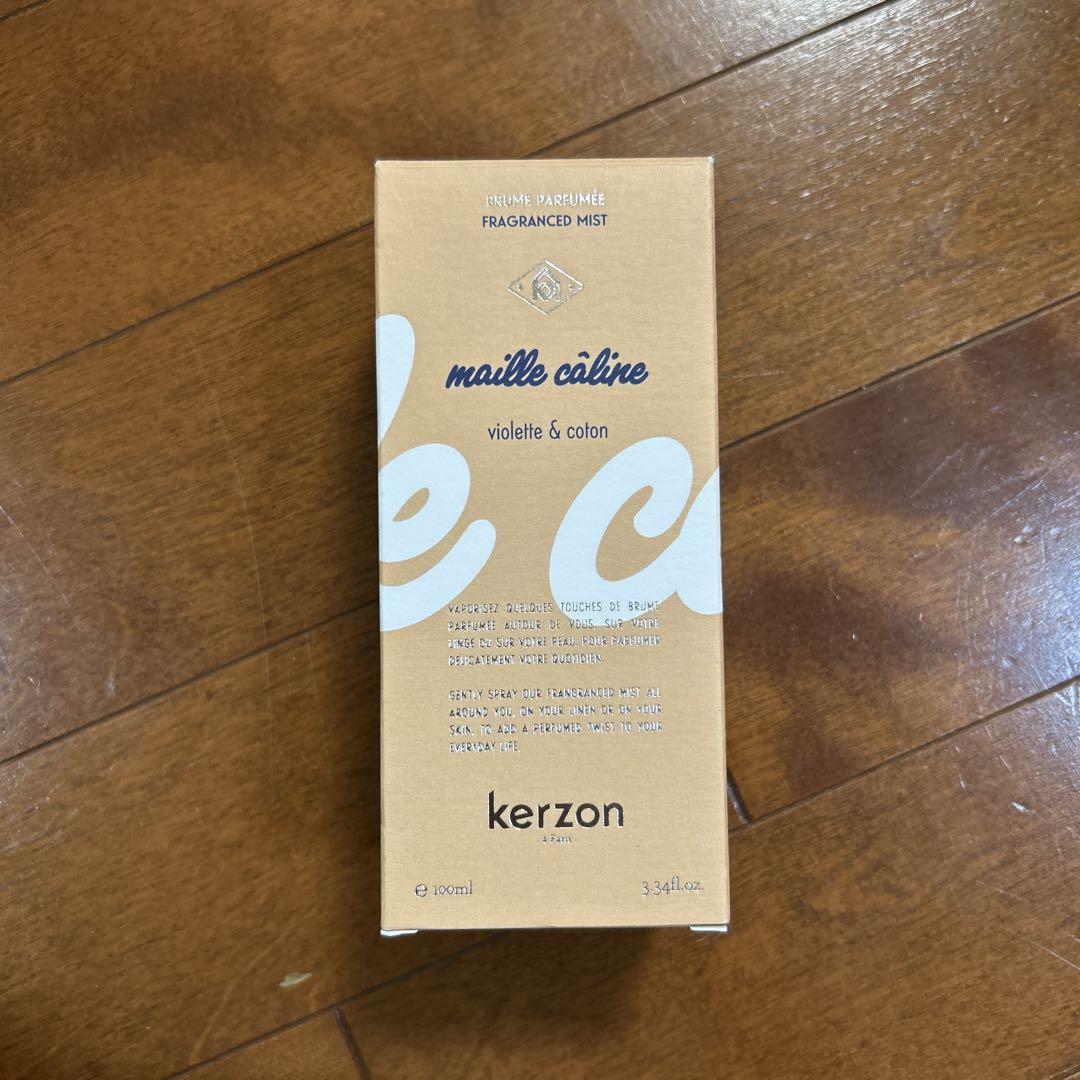 BRUME PARFUMÉE
FRAGRANCED MIST
maille câline
violette & coton
e c
VAPORISEZ QUELQUES TOUCHES DE BRUME
PARFUMÉE AUTOUR DE VOUS, SUR VOTRE
LINGE OU SUR VOTRE PEAU, POUR PARFUMER
DÉLICATEMENT VOTRE QUOTIDIEN.
GENTLY SPRAY OUR FRANGRANCED MIST ALL
AROUND YOU, ON YOUR LINEN OR ON YOUR
SKIN, TO ADD A PERFUMED TWIST TO YOUR
EVERYDAY LIFE.
kerzon
à Paris
e 100ml
3.34fl.oz.